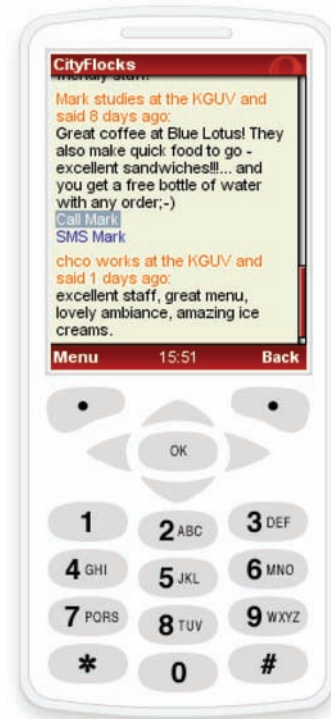 CityFlocks
friendly staff!
Mark studies at the KGUV and
said 8 days ago:
Great coffee at Blue Lotus! They
also make quick food to go -
excellent sandwiches!!!... and
you get a free bottle of water
with any order;-)
Call Mark
SMS Mark
chco works at the KGUV and
said 1 days ago:
excellent staff, great menu,
lovely ambiance, amazing ice
creams.
Menu 15:51 Back
OK
1 2 ABC 3 DEF
4 GHI 5 JKL 6 MNO
7 PQRS 8 TUV 9 WXYZ
* 0 #